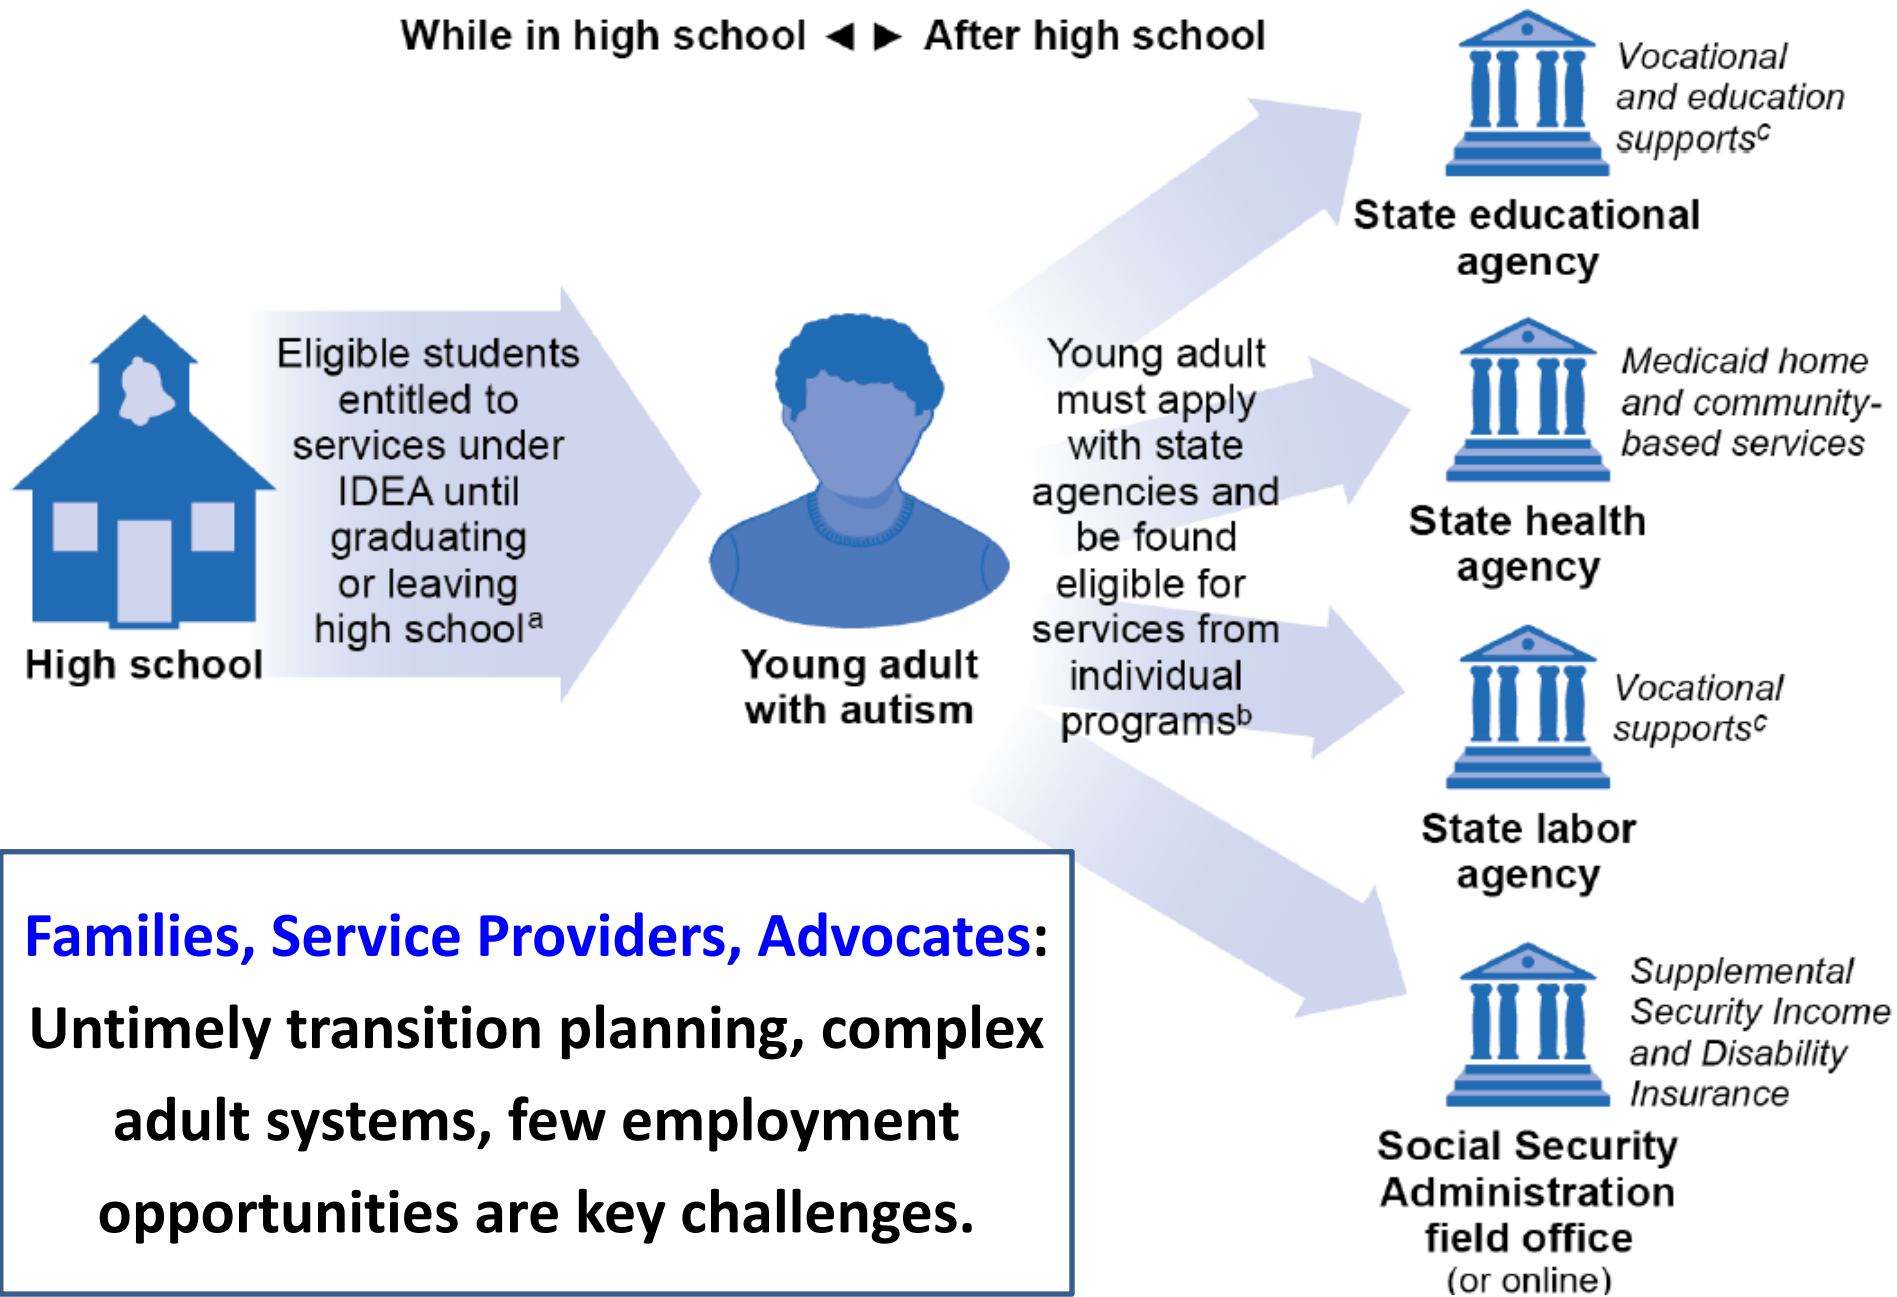 While in high school ◄ ► After high school
Eligible students
entitled to
services under
IDEA until
graduating
or leaving
high schoolᵃ
High school
Young adult
with autism
Young adult
must apply
with state
agencies and
be found
eligible for
services from
individual
programsᵇ
Vocational
and education
supportsᶜ
State educational
agency
Medicaid home
and community-
based services
State health
agency
Vocational
supportsᶜ
State labor
agency
Supplemental
Security Income
and Disability
Insurance
Social Security
Administration
field office
(or online)
Families, Service Providers, Advocates:
Untimely transition planning, complex
adult systems, few employment
opportunities are key challenges.